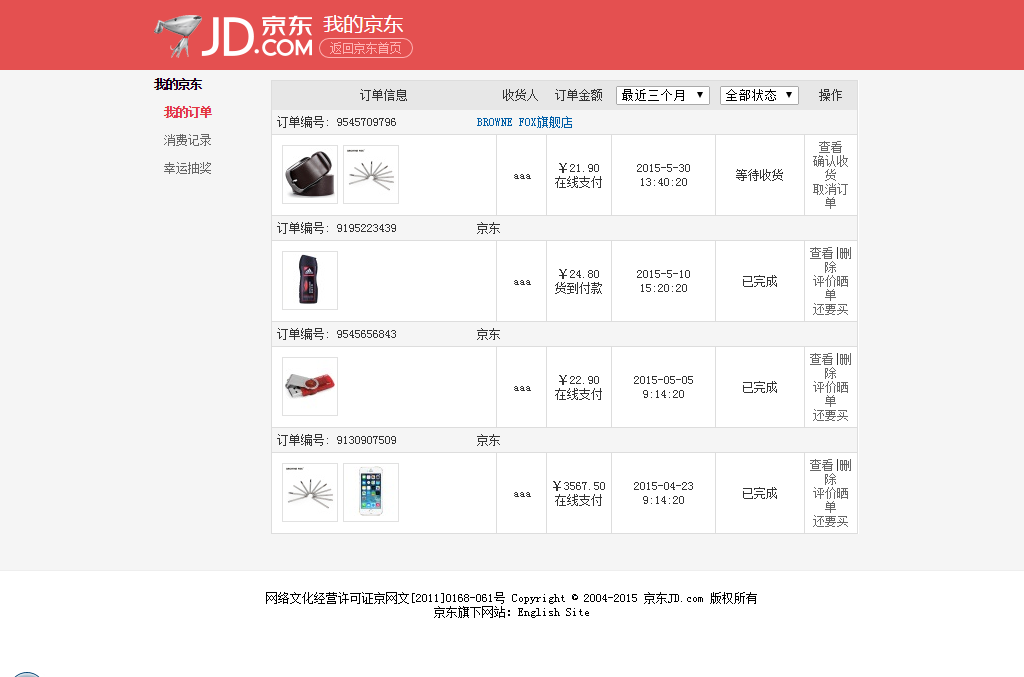 JD.COM 京东 我的京东
返回京东首页
我的京东
我的订单
消费记录
幸运抽奖
订单信息 收货人 订单金额 最近三个月 全部状态 操作
订单编号: 9545709796 BROWNE FOX旗舰店
aaa
￥21.90
在线支付
2015-5-30
13:40:20
等待收货
查看
确认收
货
取消订
单
订单编号: 9195223439 京东
aaa
￥24.80
货到付款
2015-5-10
15:20:20
已完成
查看|删
除
评价晒
单
还要买
订单编号: 9545656843 京东
aaa
￥22.90
在线支付
2015-05-05
9:14:20
已完成
查看|删
除
评价晒
单
还要买
订单编号: 9130907509 京东
aaa
￥3567.50
在线支付
2015-04-23
9:14:20
已完成
查看|删
除
评价晒
单
还要买
网络文化经营许可证京网文[2011]0168-061号 Copyright © 2004-2015 京东JD.com 版权所有
京东旗下网站: English Site